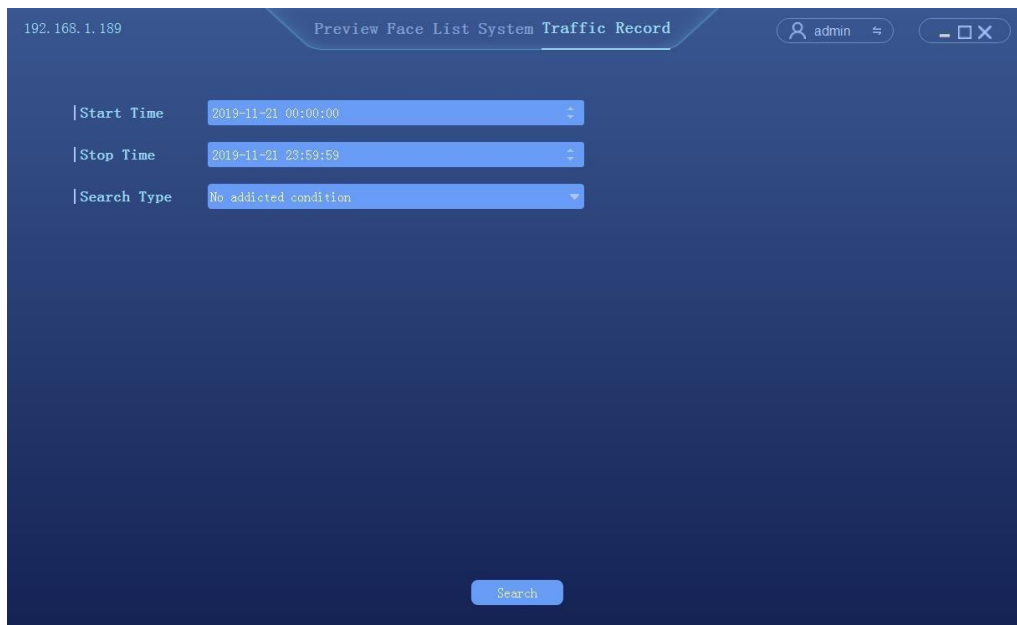 192.168.1.189 Preview Face List System Traffic Record admin
Start Time 2019-11-21 00:00:00
Stop Time 2019-11-21 23:59:59
Search Type No addicted condition
Search